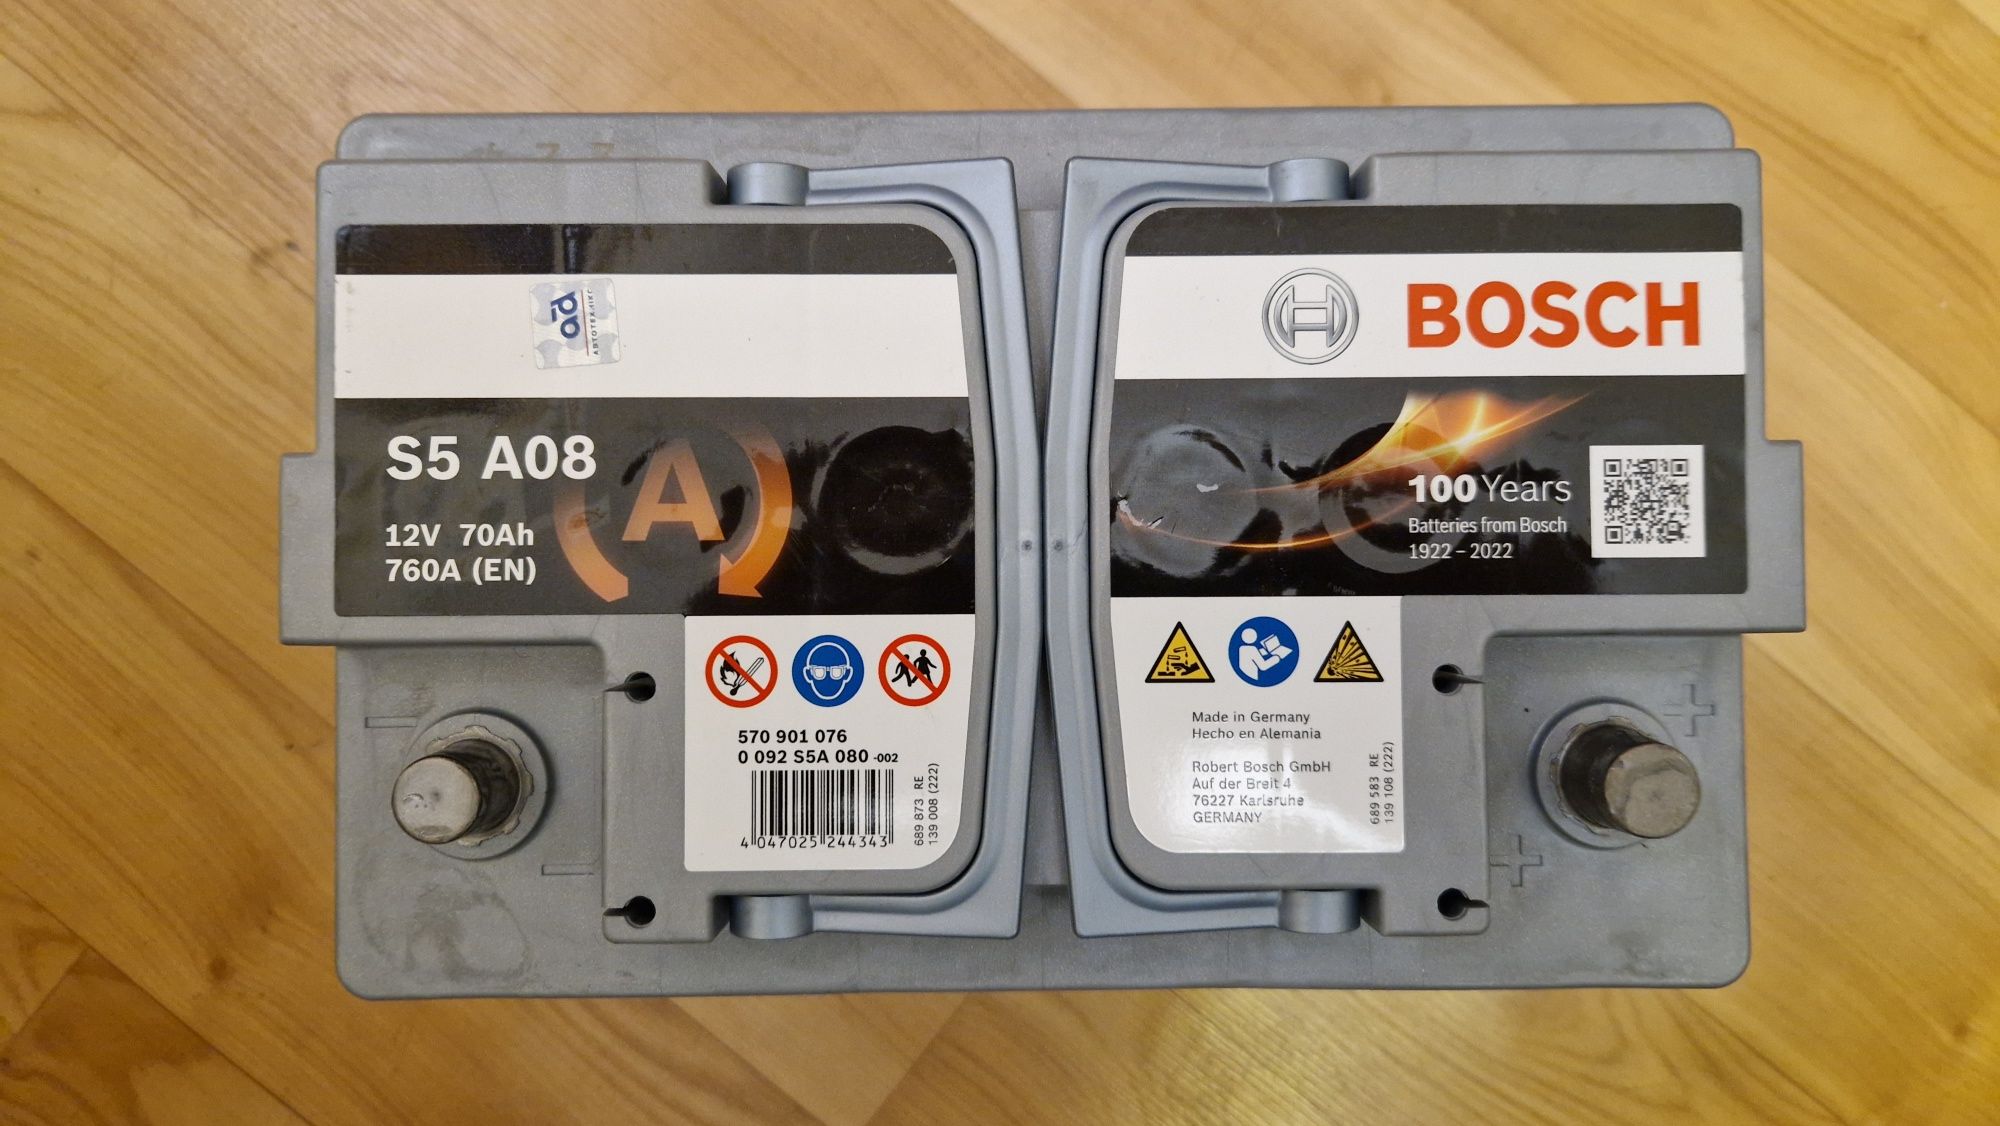 ad
АВТОТЕХНІКС
S5 A08
12V 70Ah
760A (EN)
A
570 901 076
0 092 S5A 080 -002
4 047025 244343
689 873 RE
139 008 (222)
BOSCH
100 Years
Batteries from Bosch
1922 – 2022
Made in Germany
Hecho en Alemania
Robert Bosch GmbH
Auf der Breit 4
76227 Karlsruhe
GERMANY
689 583 RE
139 108 (222)